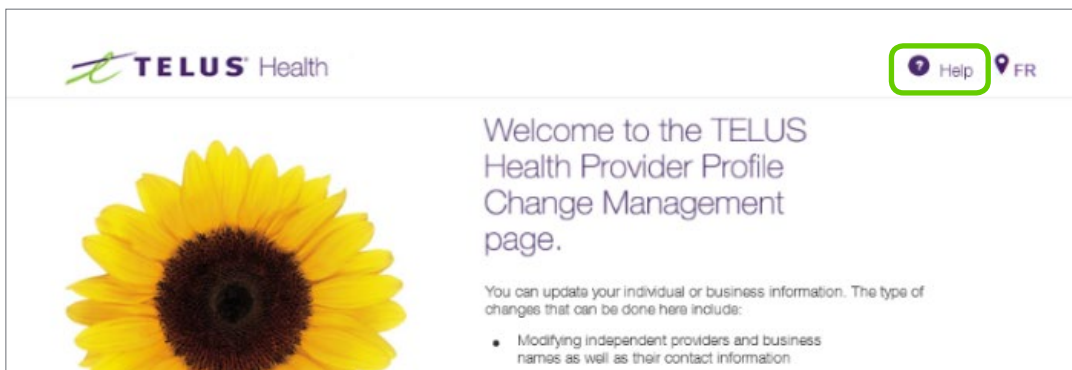 TELUS® Health
? Help FR
Welcome to the TELUS
Health Provider Profile
Change Management
page.
You can update your individual or business information. The type of
changes that can be done here include:
• Modifying independent providers and business
names as well as their contact information